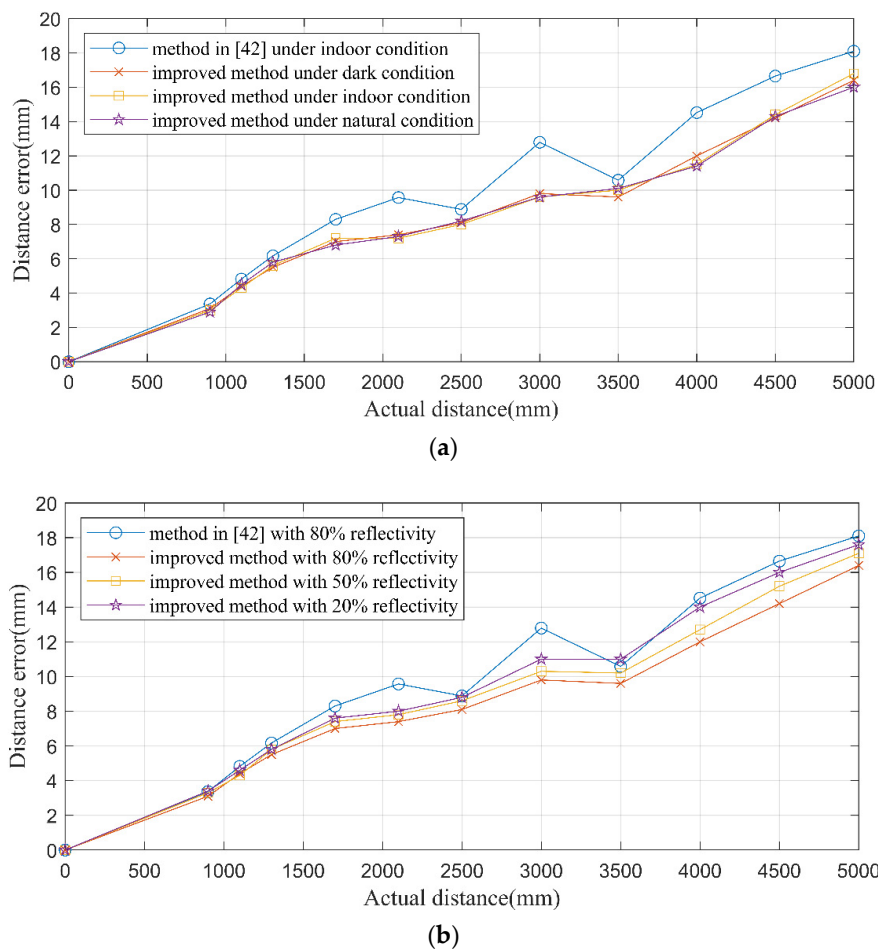 20
18
16
14
12
10
8
6
4
2
0
Distance error(mm)
method in [42] under indoor condition
improved method under dark condition
improved method under indoor condition
improved method under natural condition
0 500 1000 1500 2000 2500 3000 3500 4000 4500 5000
Actual distance(mm)
(a)
20
18
16
14
12
10
8
6
4
2
0
Distance error(mm)
method in [42] with 80% reflectivity
improved method with 80% reflectivity
improved method with 50% reflectivity
improved method with 20% reflectivity
0 500 1000 1500 2000 2500 3000 3500 4000 4500 5000
Actual distance(mm)
(b)